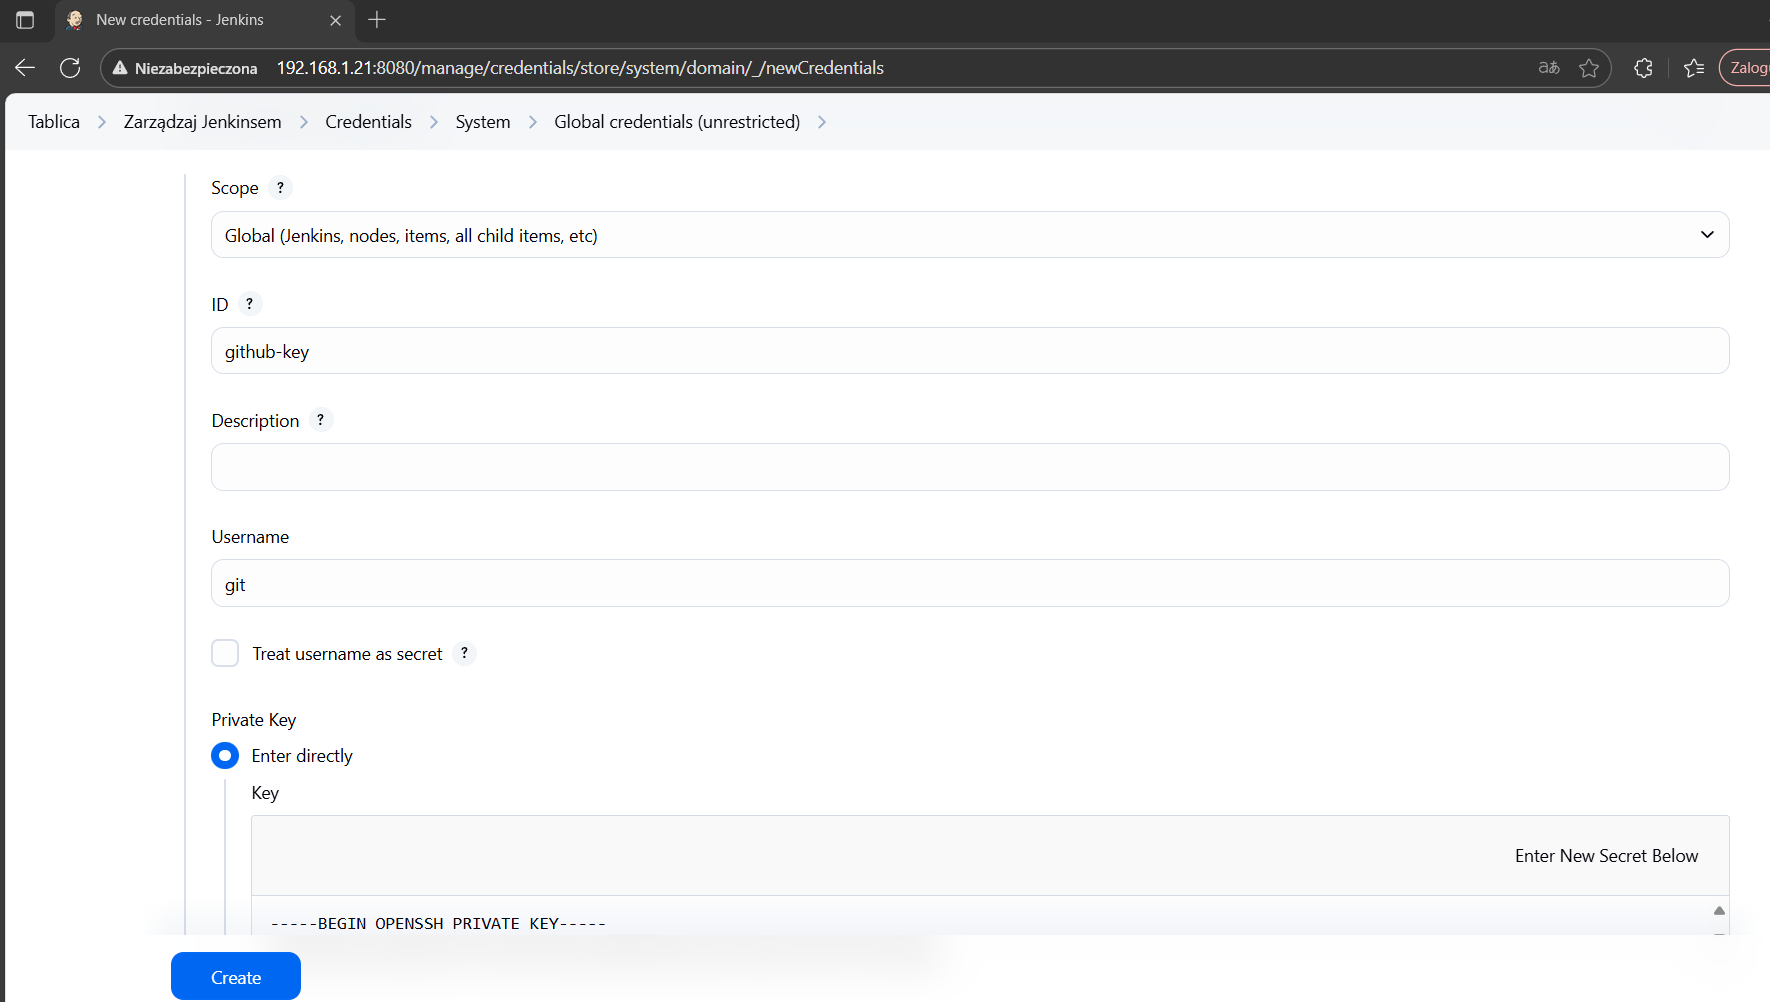 New credentials - Jenkins
Niezabezpieczona 192.168.1.21:8080/manage/credentials/store/system/domain/_/newCredentials aあ Zalog
Tablica > Zarządzaj Jenkinsem > Credentials > System > Global credentials (unrestricted) >
Scope ?
Global (Jenkins, nodes, items, all child items, etc)
ID ?
github-key
Description ?
Username
git
Treat username as secret ?
Private Key
Enter directly
Key
Enter New Secret Below
-----BEGIN OPENSSH PRIVATE KEY-----
Create